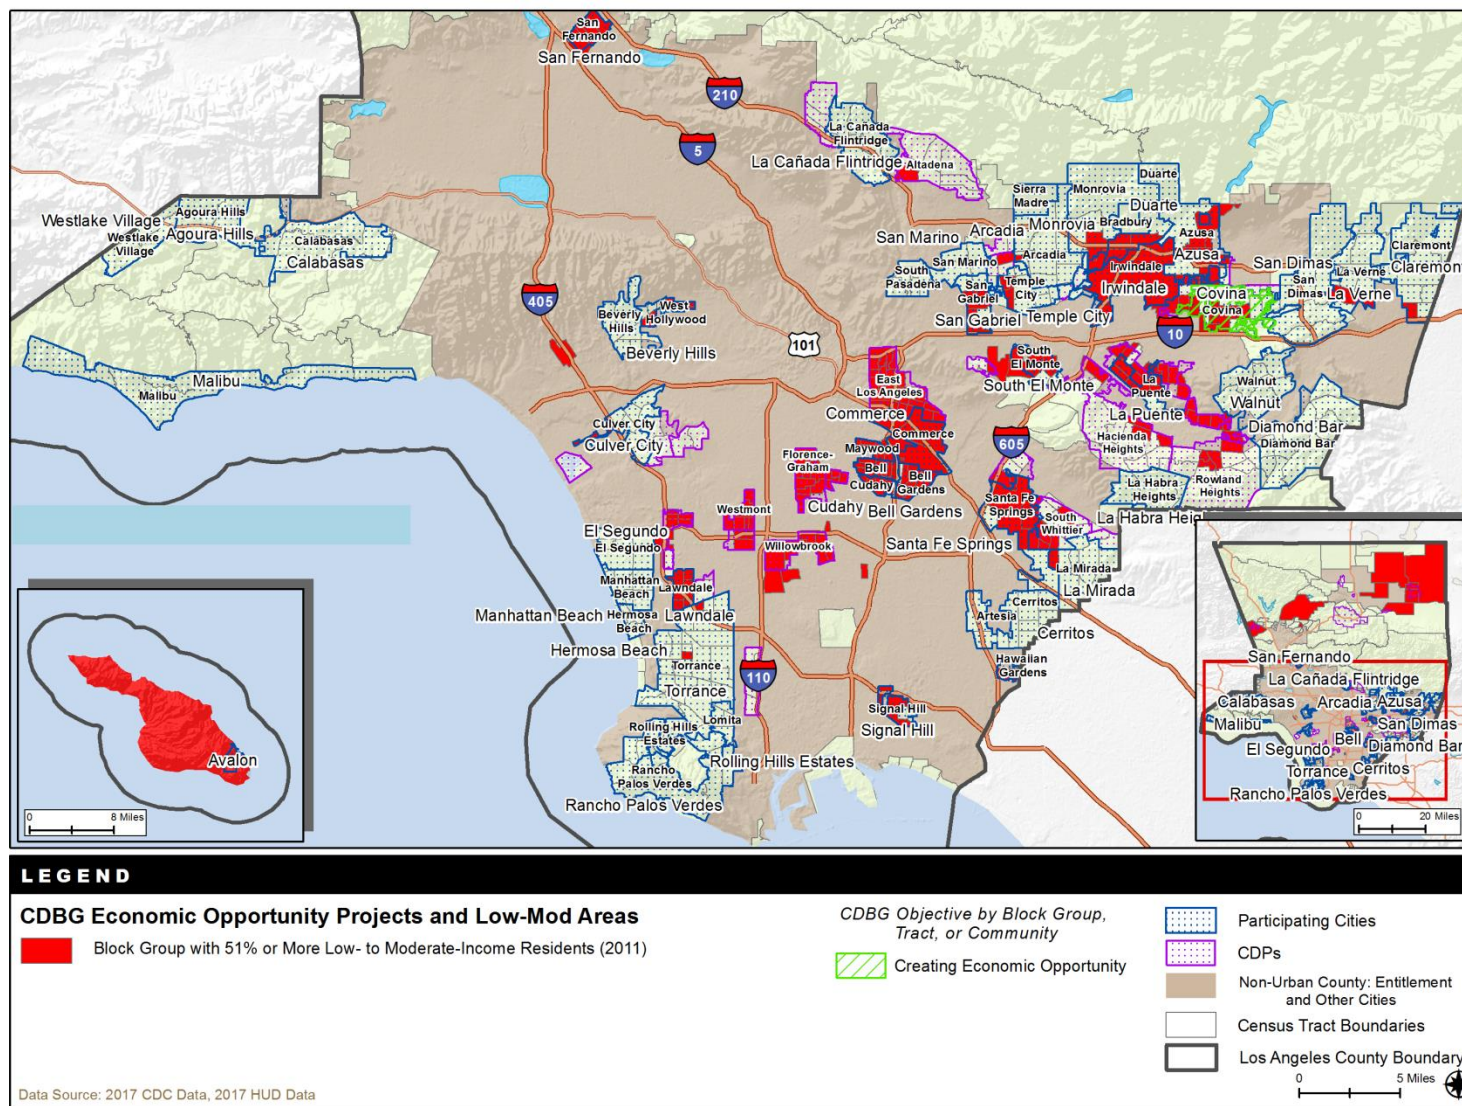 San
Fernando
San Fernando
210
5
La Cañada
Flintridge
La Cañada Flintridge
Altadena
Duarte
Sierra
Madre
Monrovia
Duarte
Bradbury
Monrovia
Arcadia
San Marino
Azusa
Azusa
Westlake Village
Agoura Hills
Agoura Hills
Westlake
Village
Calabasas
Calabasas
San Marino
Arcadia
Irwindale
Irwindale
San Dimas
Claremont
Claremont
La Verne
La Verne
San
Dimas
South
Pasadena
San
Gabriel
Temple
City
San Gabriel
Temple City
Covina
Covina
405
Beverly
Hills
West
Hollywood
Beverly Hills
101
10
Malibu
Malibu
East
Los Angeles
South
El Monte
South El Monte
La
Puente
La Puente
Walnut
Walnut
Diamond Bar
Diamond Bar
Commerce
Commerce
Culver City
Culver City
605
Maywood
Bell
Cudahy
Bell
Gardens
Florence-
Graham
Cudahy
Bell Gardens
Hacienda
Heights
La Habra
Heights
Rowland
Heights
La Habra Hei
Westmont
Santa Fe
Springs
South
Whittier
Santa Fe Springs
El Segundo
El Segundo
Willowbrook
La Mirada
La Mirada
Manhattan
Beach
Lawndale
Manhattan Beach
Hermosa
Beach
Lawndale
Hermosa Beach
Cerritos
Artesia
Cerritos
Torrance
Torrance
110
Hawaiian
Gardens
Signal Hill
Signal Hill
Lomita
Rolling Hills
Estates
Rolling Hills Estates
Rancho
Palos Verdes
Rancho Palos Verdes
Avalon
0 8 Miles
San Fernando
La Cañada Flintridge
Calabasas
Arcadia
Azusa
Malibu
San Dimas
El Segundo
Bell
Diamond Bar
Torrance
Cerritos
Rancho Palos Verdes
0 20 Miles
LEGEND
CDBG Economic Opportunity Projects and Low-Mod Areas
Block Group with 51% or More Low- to Moderate-Income Residents (2011)
CDBG Objective by Block Group,
Tract, or Community
Creating Economic Opportunity
Participating Cities
CDPs
Non-Urban County: Entitlement
and Other Cities
Census Tract Boundaries
Los Angeles County Boundary
0 5 Miles
Data Source: 2017 CDC Data, 2017 HUD Data